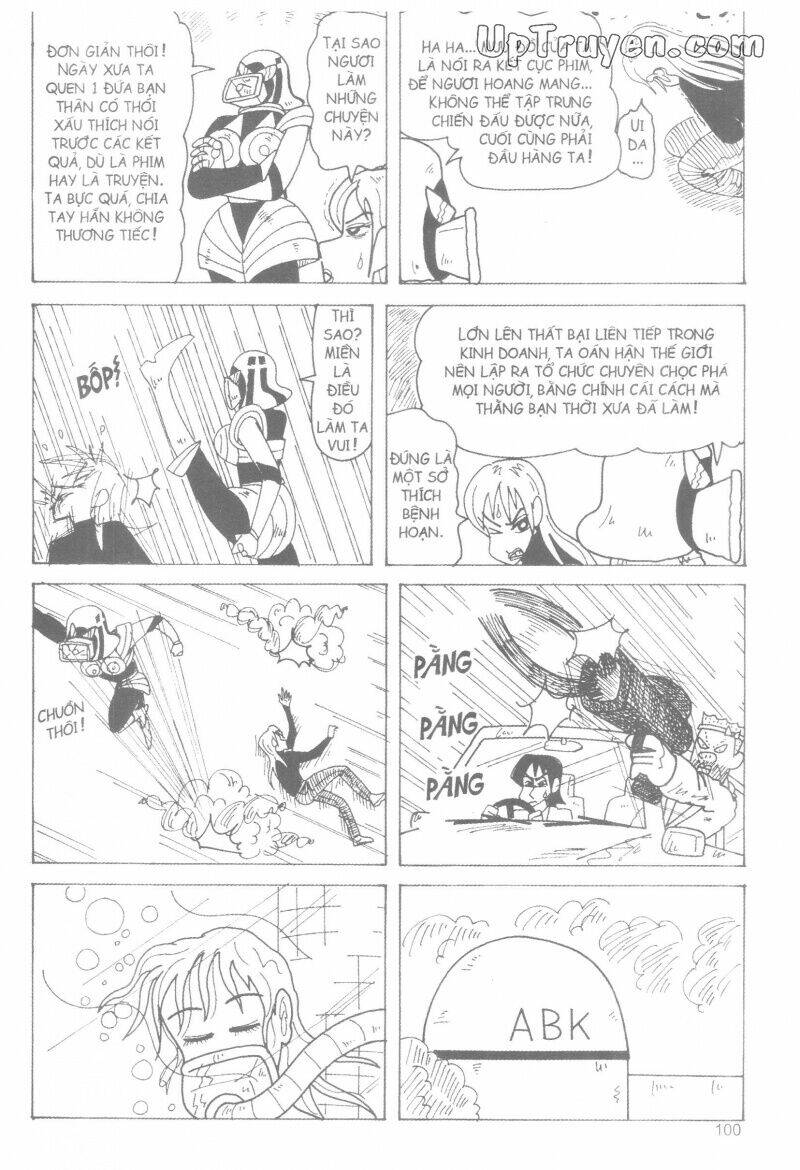 UpTruyen.com
HA HA...
LÀ NÓI RA KẾT CỤC PHIM,
ĐỂ NGƯƠI HOANG MANG...
KHÔNG THỂ TẬP TRUNG
CHIẾN ĐẤU ĐƯỢC NỮA,
CUỐI CÙNG PHẢI
ĐẦU HÀNG TA!
UI
DA...
TẠI SAO
NGƯƠI
LÀM
NHỮNG
CHUYỆN
NÀY?
ĐƠN GIẢN THÔI!
NGÀY XƯA TA
QUEN 1 ĐỨA BẠN
THÂN CÓ THÓI
XẤU THÍCH NÓI
TRƯỚC CÁC KẾT
QUẢ, DÙ LÀ PHIM
HAY LÀ TRUYỆN.
TA BỰC QUÁ, CHIA
TAY HẮN KHÔNG
THƯƠNG TIẾC!
LỚN LÊN THẤT BẠI LIÊN TIẾP TRONG
KINH DOANH, TA OÁN HẬN THẾ GIỚI
NÊN LẬP RA TỔ CHỨC CHUYÊN CHỌC PHÁ
MỌI NGƯỜI, BẰNG CHÍNH CÁI CÁCH MÀ
THẰNG BẠN THỜI XƯA ĐÃ LÀM!
ĐÚNG LÀ
MỘT SỞ
THÍCH
BỆNH
HOẠN.
THÌ
SAO?
MIỄN
LÀ
ĐIỀU
ĐÓ
LÀM TA
VUI!
BỐP!
PẰNG
PẰNG
PẰNG
CHUỒN
THÔI!
ABK
100